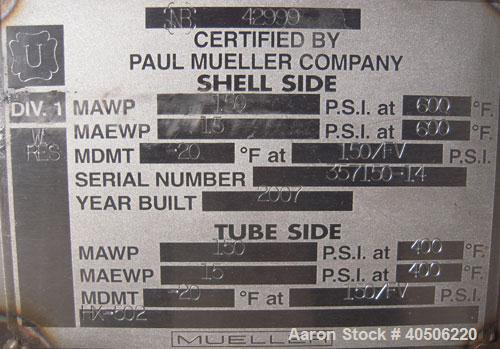 NB 42999
U
CERTIFIED BY
PAUL MUELLER COMPANY
SHELL SIDE
DIV. 1
W
RES
MAWP 150 P.S.I. at 600 °F.
MAEWP 15 P.S.I. at 600 °F.
MDMT -20 °F at 150/FV P.S.I.
SERIAL NUMBER 357150-14
YEAR BUILT 2007
TUBE SIDE
MAWP 150 P.S.I. at 400 °F.
MAEWP 15 P.S.I. at 400 °F.
MDMT -20 °F at 150/FV P.S.I.
HX-502
MUELLER
Aaron Stock # 40506220